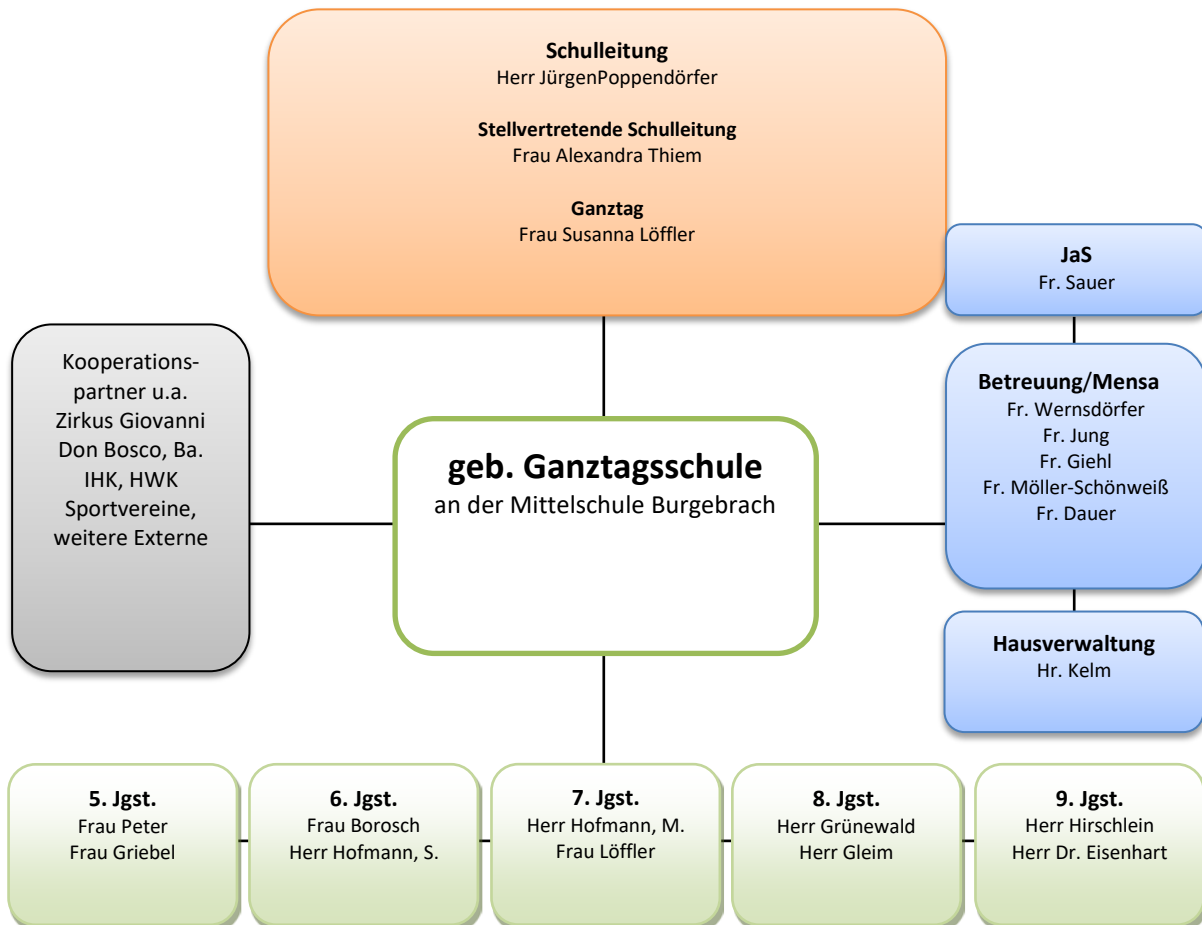 Schulleitung
Herr JürgenPoppendörfer
Stellvertretende Schulleitung
Frau Alexandra Thiem
Ganztag
Frau Susanna Löffler
JaS
Fr. Sauer
Kooperations-
partner u.a.
Zirkus Giovanni
Don Bosco, Ba.
IHK, HWK
Sportvereine,
weitere Externe
geb. Ganztagsschule
an der Mittelschule Burgebrach
Betreuung/Mensa
Fr. Wernsdörfer
Fr. Jung
Fr. Giehl
Fr. Möller-Schönweiß
Fr. Dauer
Hausverwaltung
Hr. Kelm
5. Jgst.
Frau Peter
Frau Griebel
6. Jgst.
Frau Borosch
Herr Hofmann, S.
7. Jgst.
Herr Hofmann, M.
Frau Löffler
8. Jgst.
Herr Grünewald
Herr Gleim
9. Jgst.
Herr Hirschlein
Herr Dr. Eisenhart